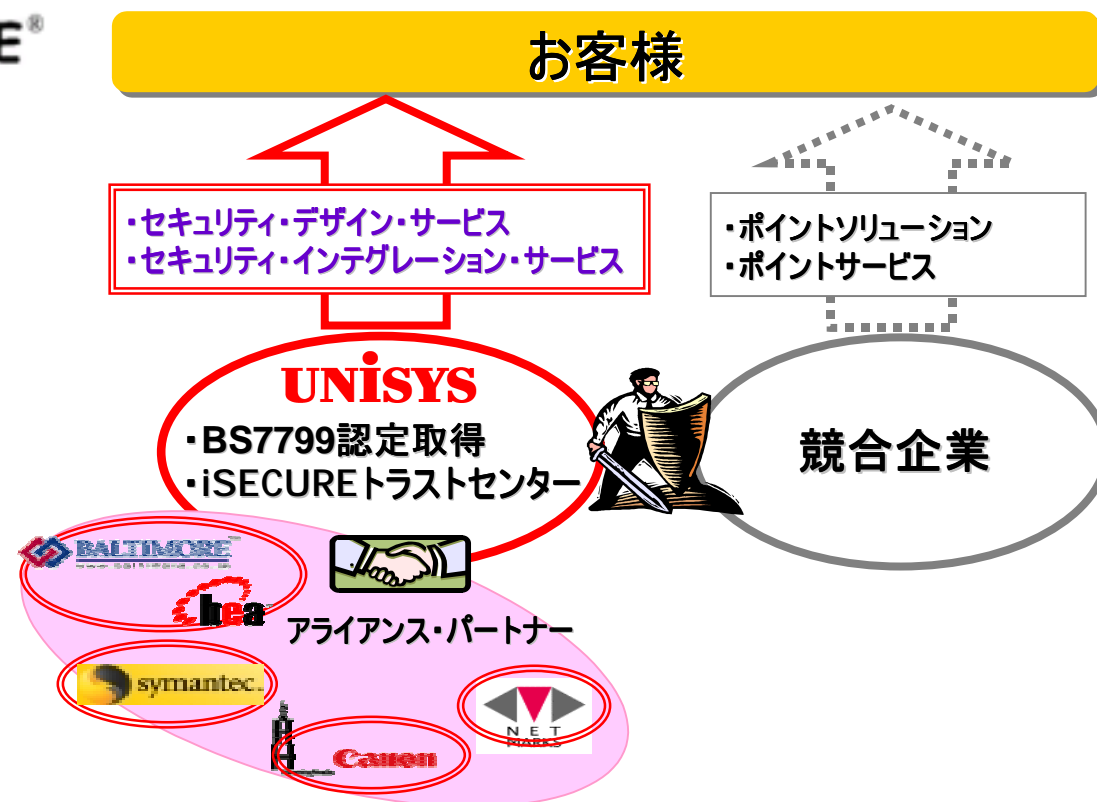 E®
お客様
・セキュリティ・デザイン・サービス
・セキュリティ・インテグレーション・サービス
・ポイントソリューション
・ポイントサービス
UNiSYS
・BS7799認定取得
・iSECUREトラストセンター
競合企業
BALTIMORE™
bea
アライアンス・パートナー
symantec.
NET
MARKS
Canon